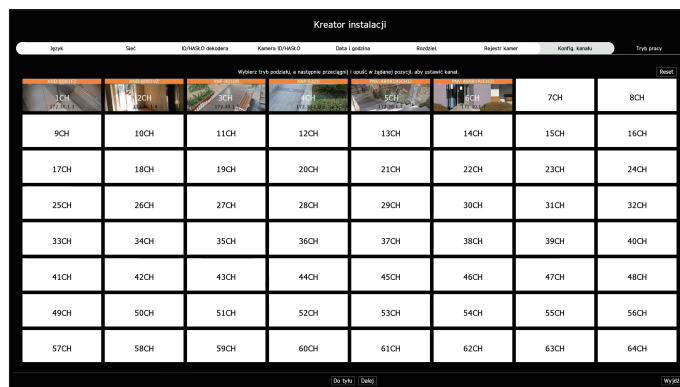 Kreator instalacji
Język Sieć ID/HASŁO dekodera Kamera ID/HASŁO Data i godzina Rozdziel. Rejestr kamer Konfig. kanału Tryb pracy
Wybierz tryb podziału, a następnie przeciągnij i upuść w żądanej pozycji, aby ustawić kanał. Reset
1CH 2CH 3CH 4CH 5CH 6CH 7CH 8CH
9CH 10CH 11CH 12CH 13CH 14CH 15CH 16CH
17CH 18CH 19CH 20CH 21CH 22CH 23CH 24CH
25CH 26CH 27CH 28CH 29CH 30CH 31CH 32CH
33CH 34CH 35CH 36CH 37CH 38CH 39CH 40CH
41CH 42CH 43CH 44CH 45CH 46CH 47CH 48CH
49CH 50CH 51CH 52CH 53CH 54CH 55CH 56CH
57CH 58CH 59CH 60CH 61CH 62CH 63CH 64CH
Do tyłu Dalej Wyjdź